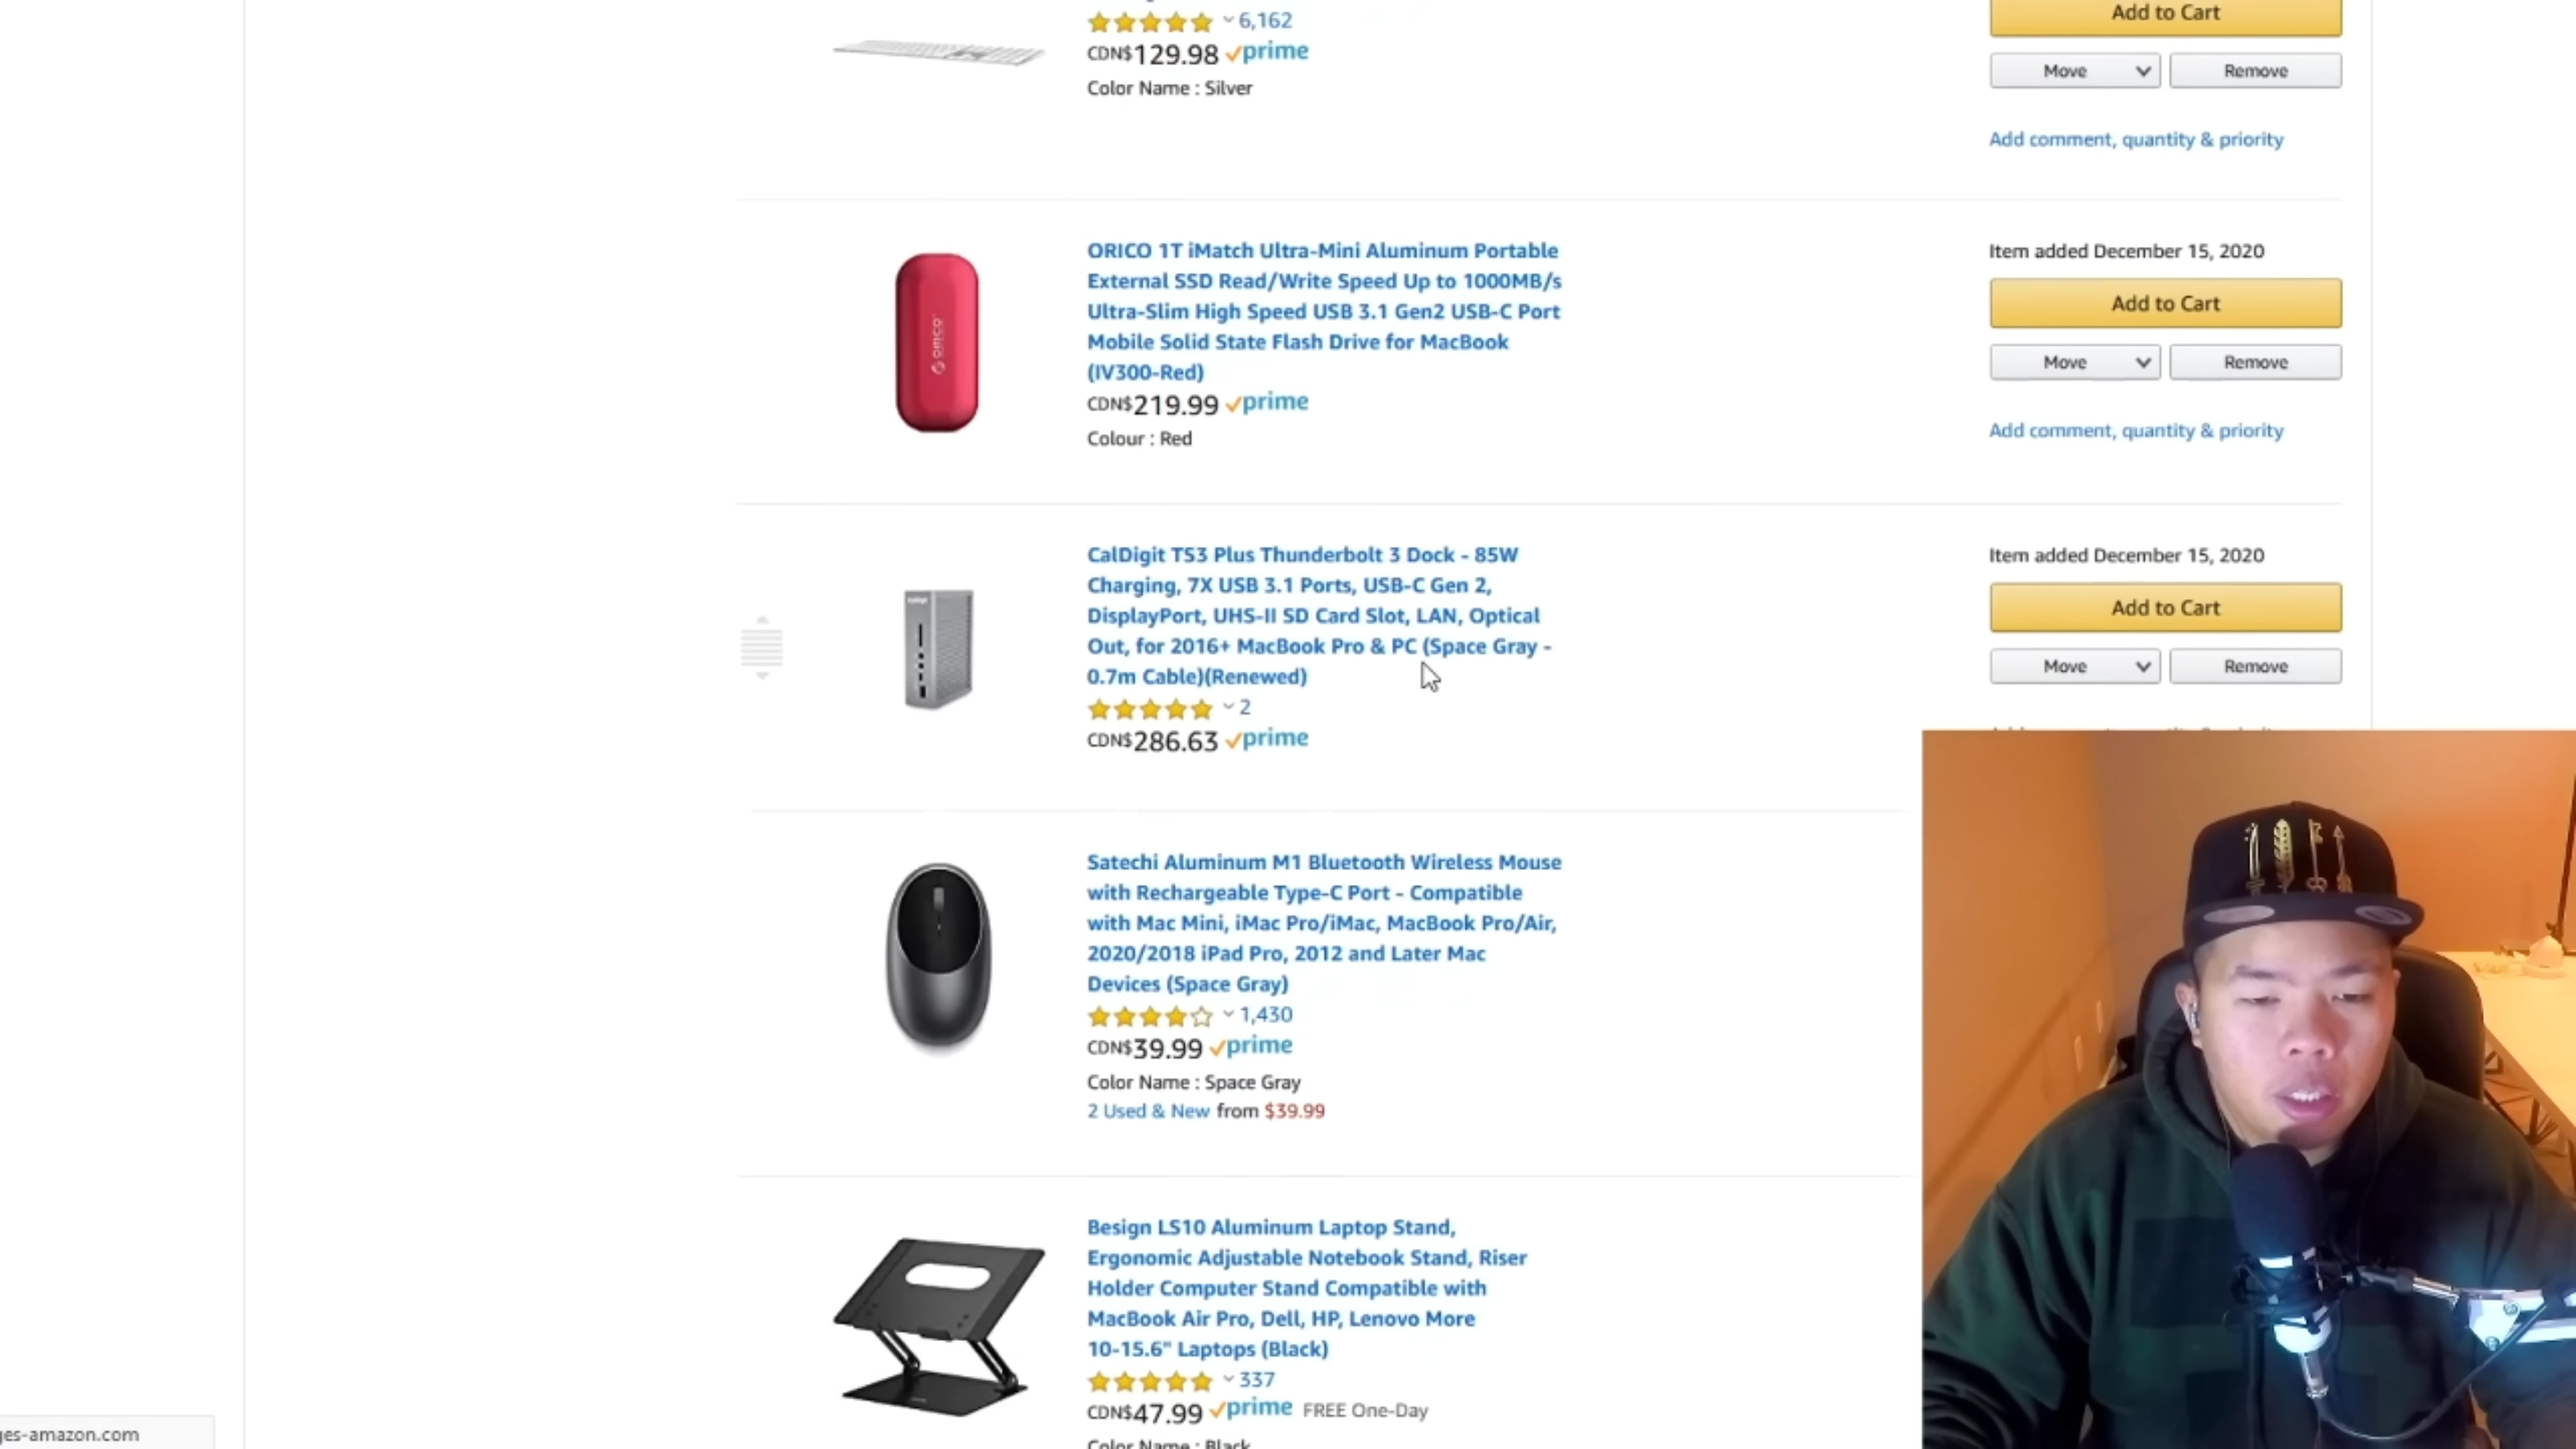 6,162
CDN$ 129.98 prime
Color Name : Silver
Add to Cart
Move
Remove
Add comment, quantity & priority
ORICO
ORICO 1T iMatch Ultra-Mini Aluminum Portable
External SSD Read/Write Speed Up to 1000MB/s
Ultra-Slim High Speed USB 3.1 Gen2 USB-C Port
Mobile Solid State Flash Drive for MacBook
(IV300-Red)
CDN$ 219.99 prime
Colour : Red
Item added December 15, 2020
Add to Cart
Move
Remove
Add comment, quantity & priority
CalDigit TS3 Plus Thunderbolt 3 Dock - 85W
Charging, 7X USB 3.1 Ports, USB-C Gen 2,
DisplayPort, UHS-II SD Card Slot, LAN, Optical
Out, for 2016+ MacBook Pro & PC (Space Gray -
0.7m Cable)(Renewed)
2
CDN$ 286.63 prime
Item added December 15, 2020
Add to Cart
Move
Remove
Satechi Aluminum M1 Bluetooth Wireless Mouse
with Rechargeable Type-C Port - Compatible
with Mac Mini, iMac Pro/iMac, MacBook Pro/Air,
2020/2018 iPad Pro, 2012 and Later Mac
Devices (Space Gray)
1,430
CDN$ 39.99 prime
Color Name : Space Gray
2 Used & New from $39.99
Besign LS10 Aluminum Laptop Stand,
Ergonomic Adjustable Notebook Stand, Riser
Holder Computer Stand Compatible with
MacBook Air Pro, Dell, HP, Lenovo More
10-15.6" Laptops (Black)
337
CDN$ 47.99 prime FREE One-Day
Color Name : Black
ges-amazon.com